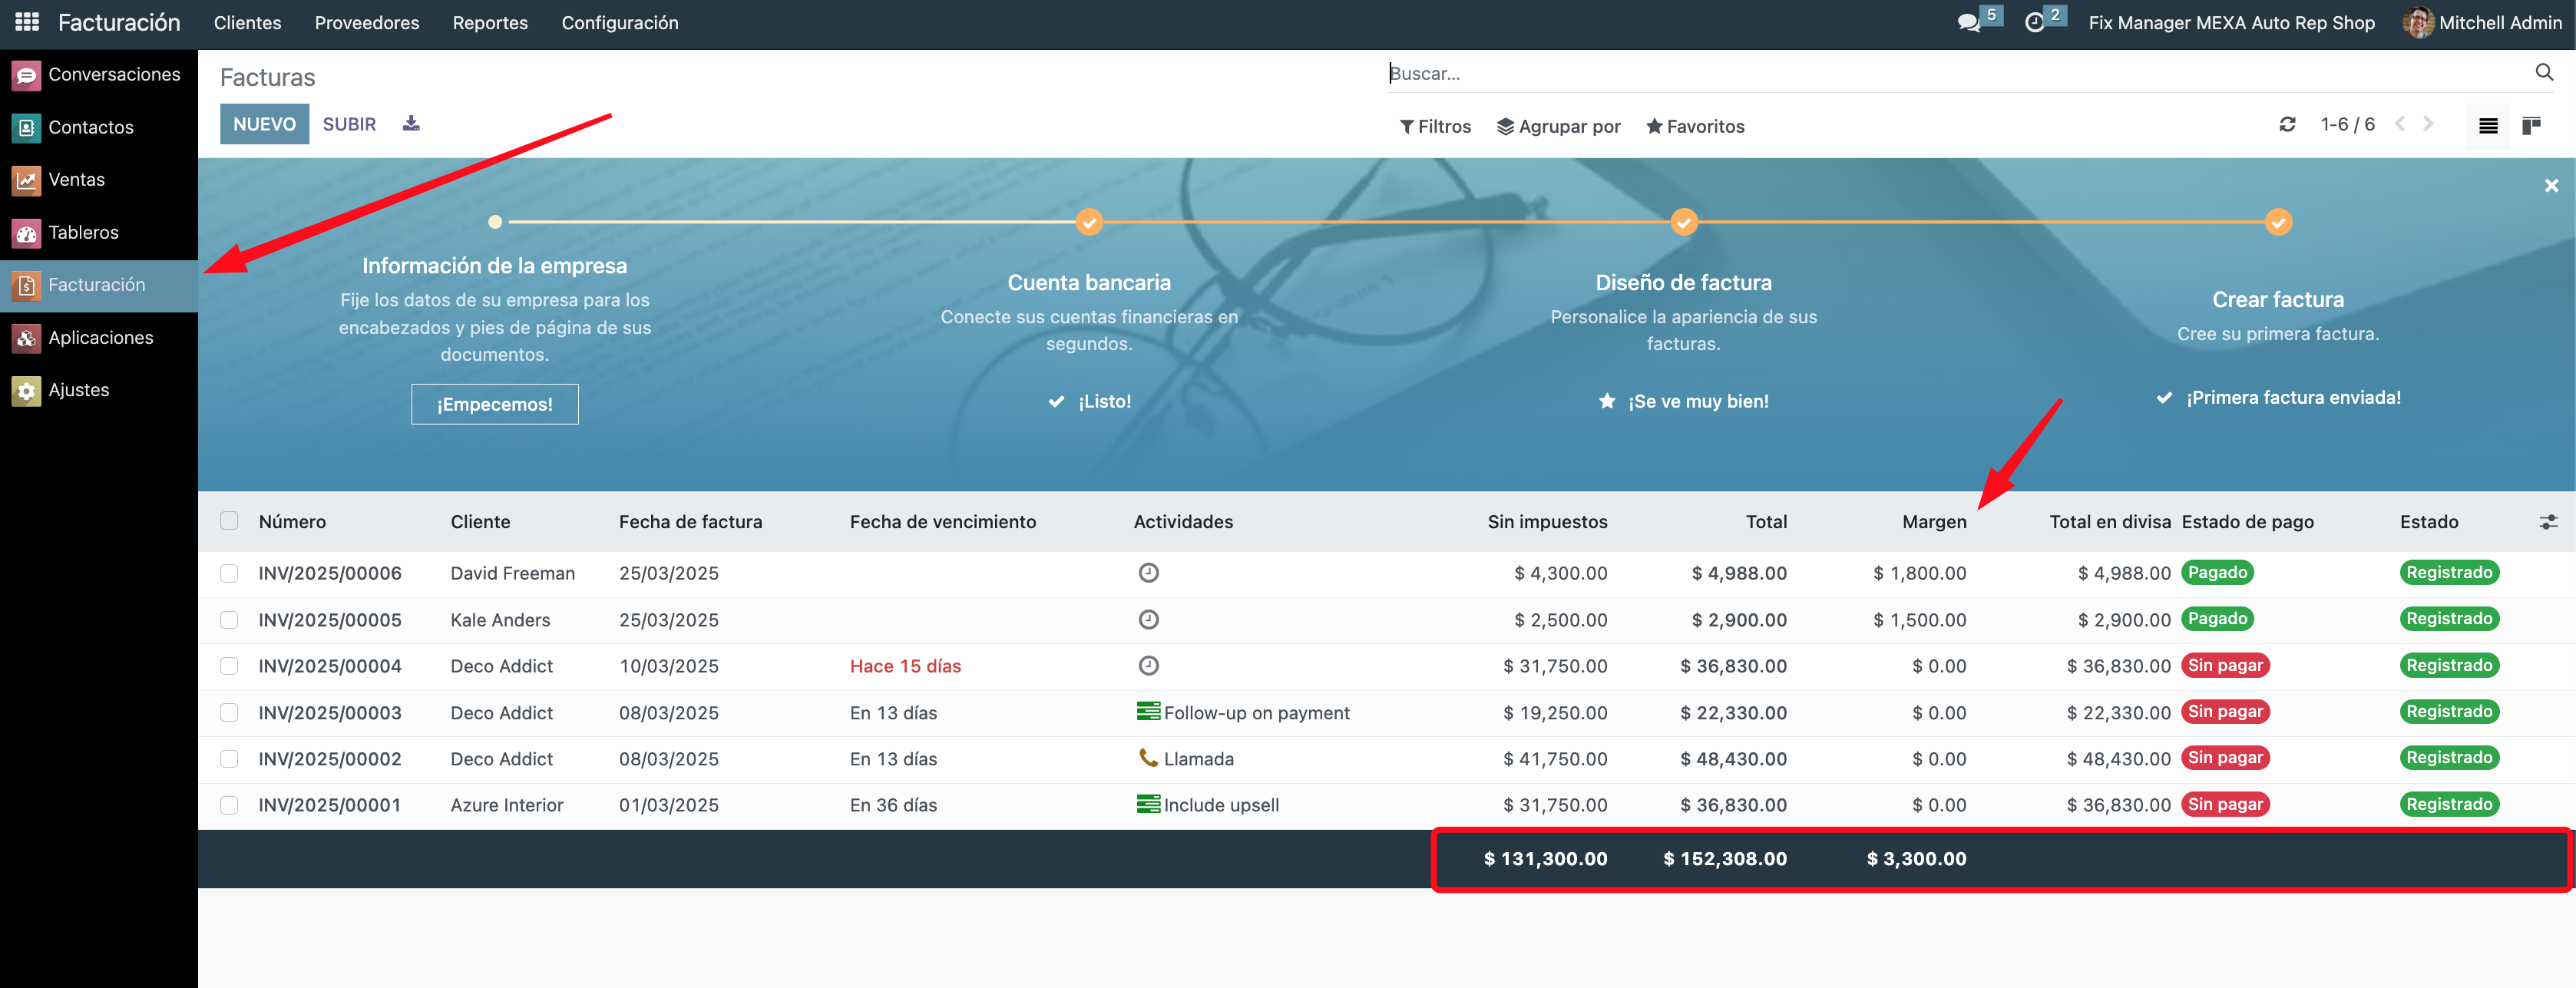 Facturación Clientes Proveedores Reportes Configuración 5 2 Fix Manager MEXA Auto Rep Shop Mitchell Admin
Conversaciones
Contactos
Ventas
Tableros
Facturación
Aplicaciones
Ajustes
Facturas
Buscar...
NUEVO SUBIR
Filtros Agrupar por Favoritos 1-6 / 6
Información de la empresa
Fije los datos de su empresa para los
encabezados y pies de página de sus
documentos.
¡Empecemos!
Cuenta bancaria
Conecte sus cuentas financieras en
segundos.
¡Listo!
Diseño de factura
Personalice la apariencia de sus
facturas.
¡Se ve muy bien!
Crear factura
Cree su primera factura.
¡Primera factura enviada!
Número Cliente Fecha de factura Fecha de vencimiento Actividades Sin impuestos Total Margen Total en divisa Estado de pago Estado
INV/2025/00006 David Freeman 25/03/2025 $ 4,300.00 $ 4,988.00 $ 1,800.00 $ 4,988.00 Pagado Registrado
INV/2025/00005 Kale Anders 25/03/2025 $ 2,500.00 $ 2,900.00 $ 1,500.00 $ 2,900.00 Pagado Registrado
INV/2025/00004 Deco Addict 10/03/2025 Hace 15 días $ 31,750.00 $ 36,830.00 $ 0.00 $ 36,830.00 Sin pagar Registrado
INV/2025/00003 Deco Addict 08/03/2025 En 13 días Follow-up on payment $ 19,250.00 $ 22,330.00 $ 0.00 $ 22,330.00 Sin pagar Registrado
INV/2025/00002 Deco Addict 08/03/2025 En 13 días Llamada $ 41,750.00 $ 48,430.00 $ 0.00 $ 48,430.00 Sin pagar Registrado
INV/2025/00001 Azure Interior 01/03/2025 En 36 días Include upsell $ 31,750.00 $ 36,830.00 $ 0.00 $ 36,830.00 Sin pagar Registrado
$ 131,300.00 $ 152,308.00 $ 3,300.00